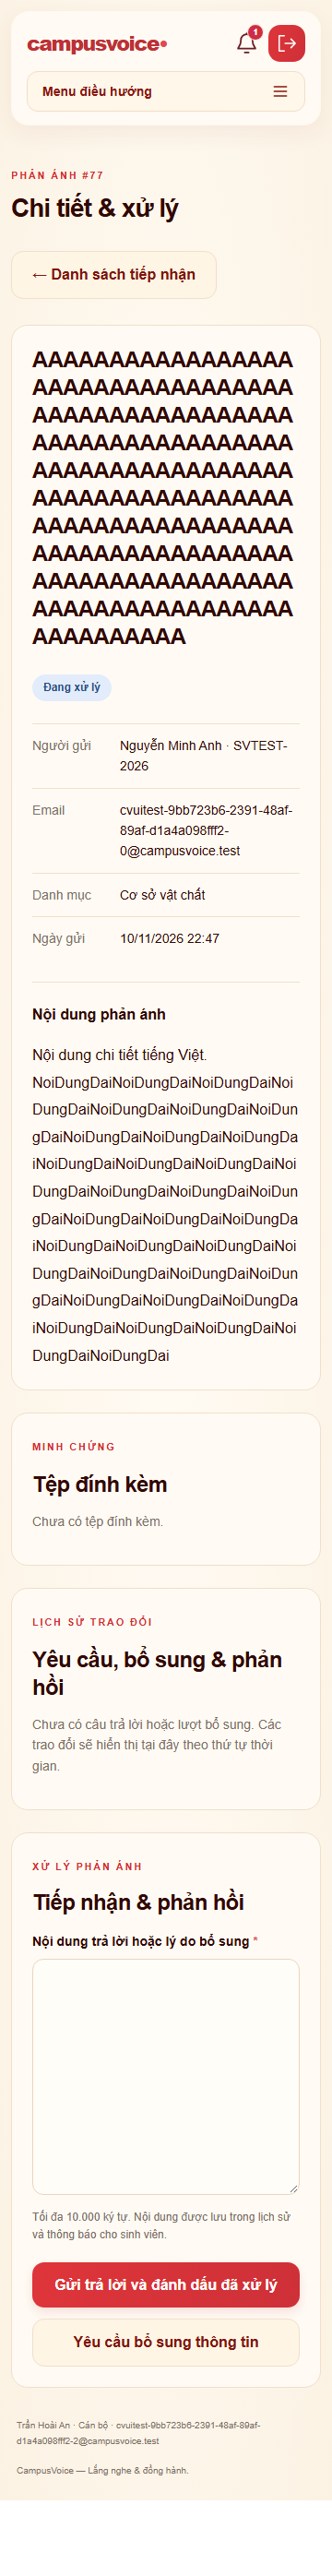 campusvoice•
1
Menu điều hướng
PHẢN ÁNH #77
Chi tiết & xử lý
← Danh sách tiếp nhận
AAAAAAAAAAAAAAAAA
AAAAAAAAAAAAAAAAA
AAAAAAAAAAAAAAAAA
AAAAAAAAAAAAAAAAA
AAAAAAAAAAAAAAAAA
AAAAAAAAAAAAAAAAA
AAAAAAAAAAAAAAAAA
AAAAAAAAAAAAAAAAA
AAAAAAAAAAAAAAAAA
AAAAAAAAAAAAAAAAA
AAAAAAAAAA
Đang xử lý
Người gửi
Nguyễn Minh Anh · SVTEST-
2026
Email
cvuitest-9bb723b6-2391-48af-
89af-d1a4a098fff2-
0@campusvoice.test
Danh mục
Cơ sở vật chất
Ngày gửi
10/11/2026 22:47
Nội dung phản ánh
Nội dung chi tiết tiếng Việt.
NoiDungDaiNoiDungDaiNoiDungDaiNoi
DungDaiNoiDungDaiNoiDungDaiNoiDun
gDaiNoiDungDaiNoiDungDaiNoiDungDa
iNoiDungDaiNoiDungDaiNoiDungDaiNoi
DungDaiNoiDungDaiNoiDungDaiNoiDun
gDaiNoiDungDaiNoiDungDaiNoiDungDa
iNoiDungDaiNoiDungDaiNoiDungDaiNoi
DungDaiNoiDungDaiNoiDungDaiNoiDun
gDaiNoiDungDaiNoiDungDaiNoiDungDa
iNoiDungDaiNoiDungDaiNoiDungDaiNoi
DungDaiNoiDungDai
MINH CHỨNG
Tệp đính kèm
Chưa có tệp đính kèm.
LỊCH SỬ TRAO ĐỔI
Yêu cầu, bổ sung & phản
hồi
Chưa có câu trả lời hoặc lượt bổ sung. Các
trao đổi sẽ hiển thị tại đây theo thứ tự thời
gian.
XỬ LÝ PHẢN ÁNH
Tiếp nhận & phản hồi
Nội dung trả lời hoặc lý do bổ sung *
Tối đa 10.000 ký tự. Nội dung được lưu trong lịch sử
và thông báo cho sinh viên.
Gửi trả lời và đánh dấu đã xử lý
Yêu cầu bổ sung thông tin
Trần Hoài An · Cán bộ · cvuitest-9bb723b6-2391-48af-89af-
d1a4a098fff2-2@campusvoice.test
CampusVoice — Lắng nghe & đồng hành.